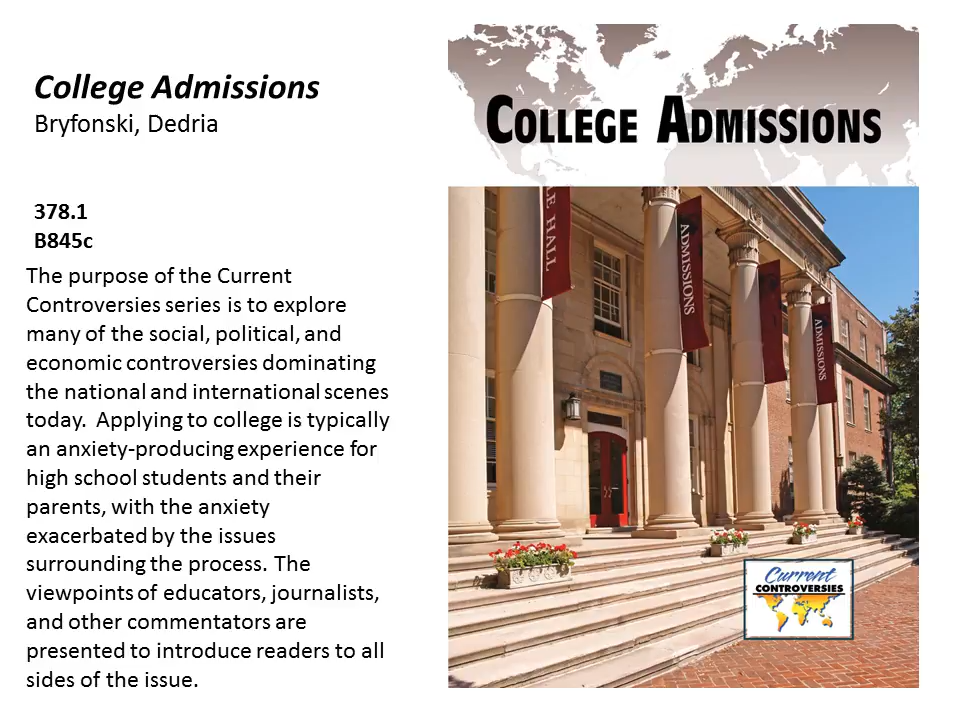 College Admissions
Bryfonski, Dedria
378.1
B845c
The purpose of the Current
Controversies series is to explore
many of the social, political, and
economic controversies dominating
the national and international scenes
today.  Applying to college is typically
an anxiety-producing experience for
high school students and their
parents, with the anxiety
exacerbated by the issues
surrounding the process. The
viewpoints of educators, journalists,
and other commentators are
presented to introduce readers to all
sides of the issue.
COLLEGE ADMISSIONS
LE HALL
ADMISSIONS
ADMISSIONS
Current
CONTROVERSIES